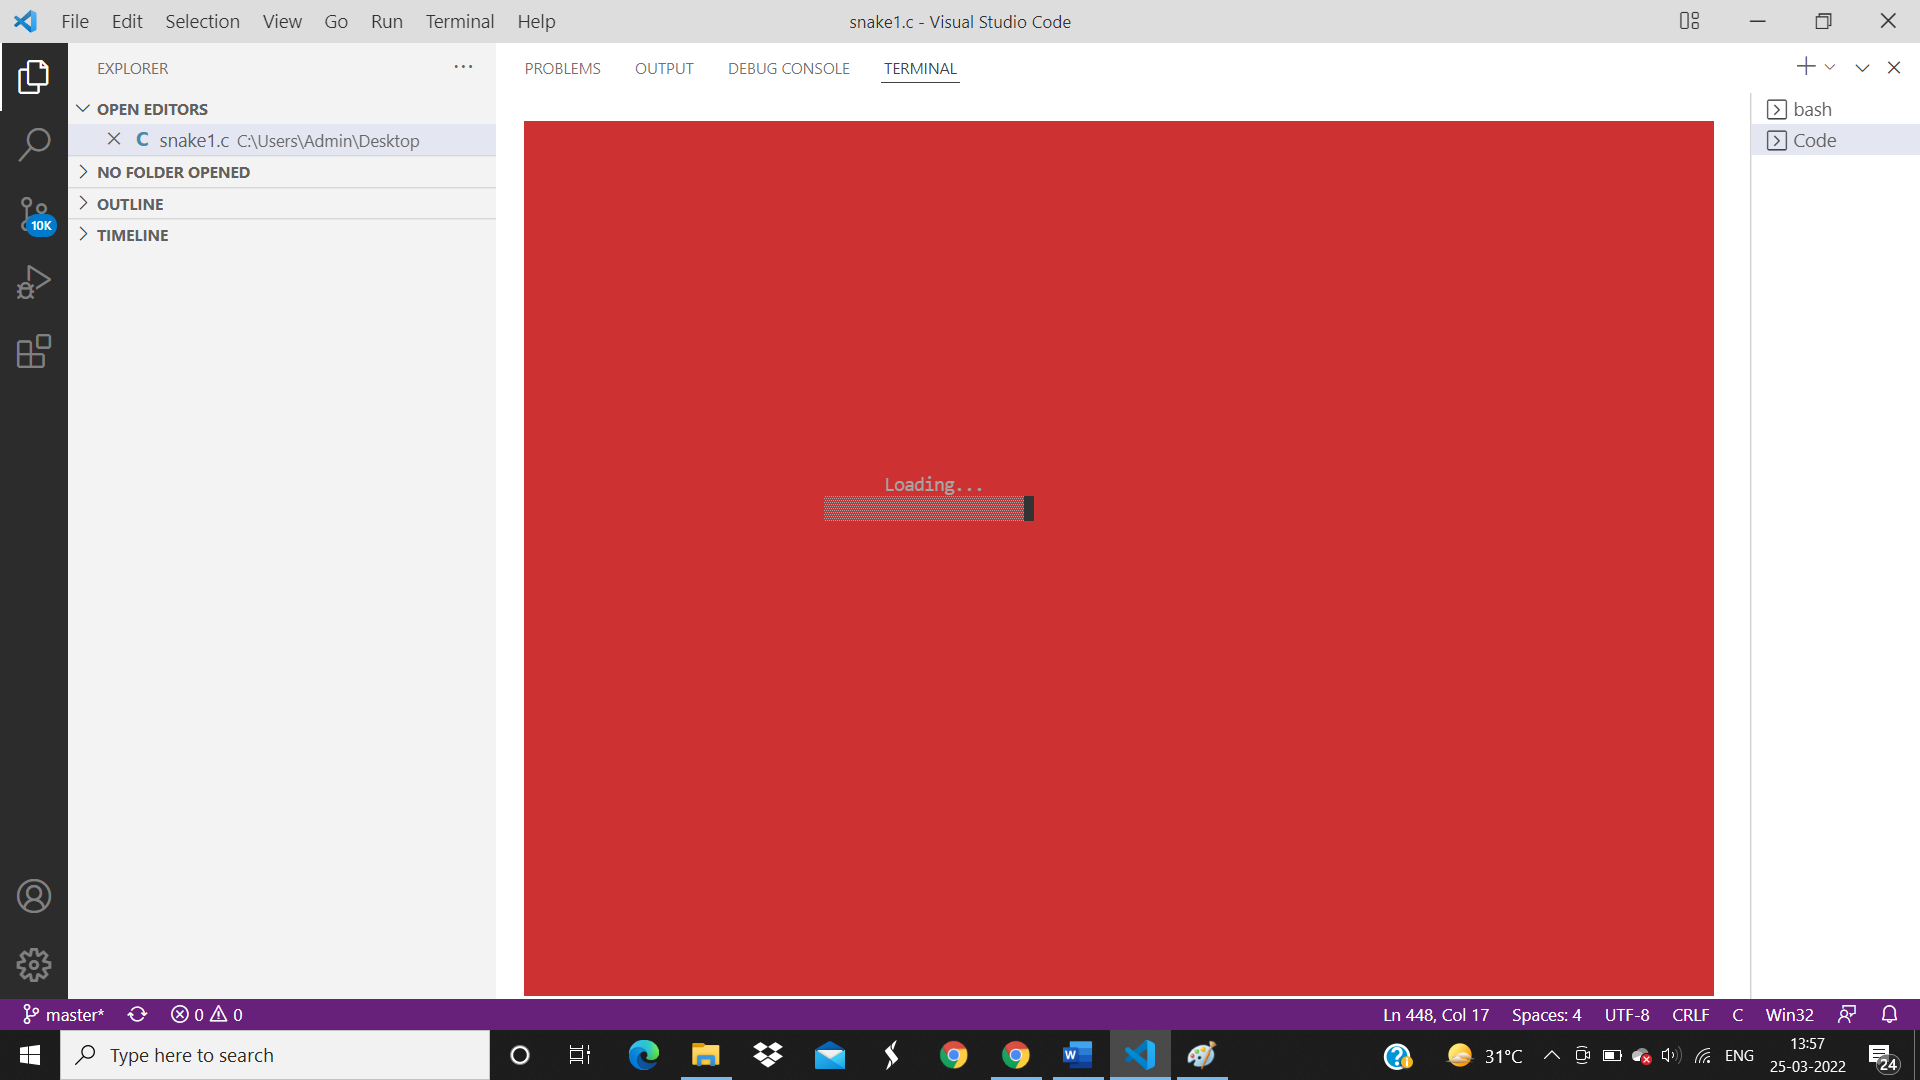 File Edit Selection View Go Run Terminal Help
snake1.c - Visual Studio Code
EXPLORER
OPEN EDITORS
C snake1.c C:\Users\Admin\Desktop
NO FOLDER OPENED
OUTLINE
TIMELINE
10K
PROBLEMS OUTPUT DEBUG CONSOLE TERMINAL
bash
Code
Loading...
master* 0 0
Ln 448, Col 17 Spaces: 4 UTF-8 CRLF C Win32
Type here to search
31°C ENG
13:57
25-03-2022
24